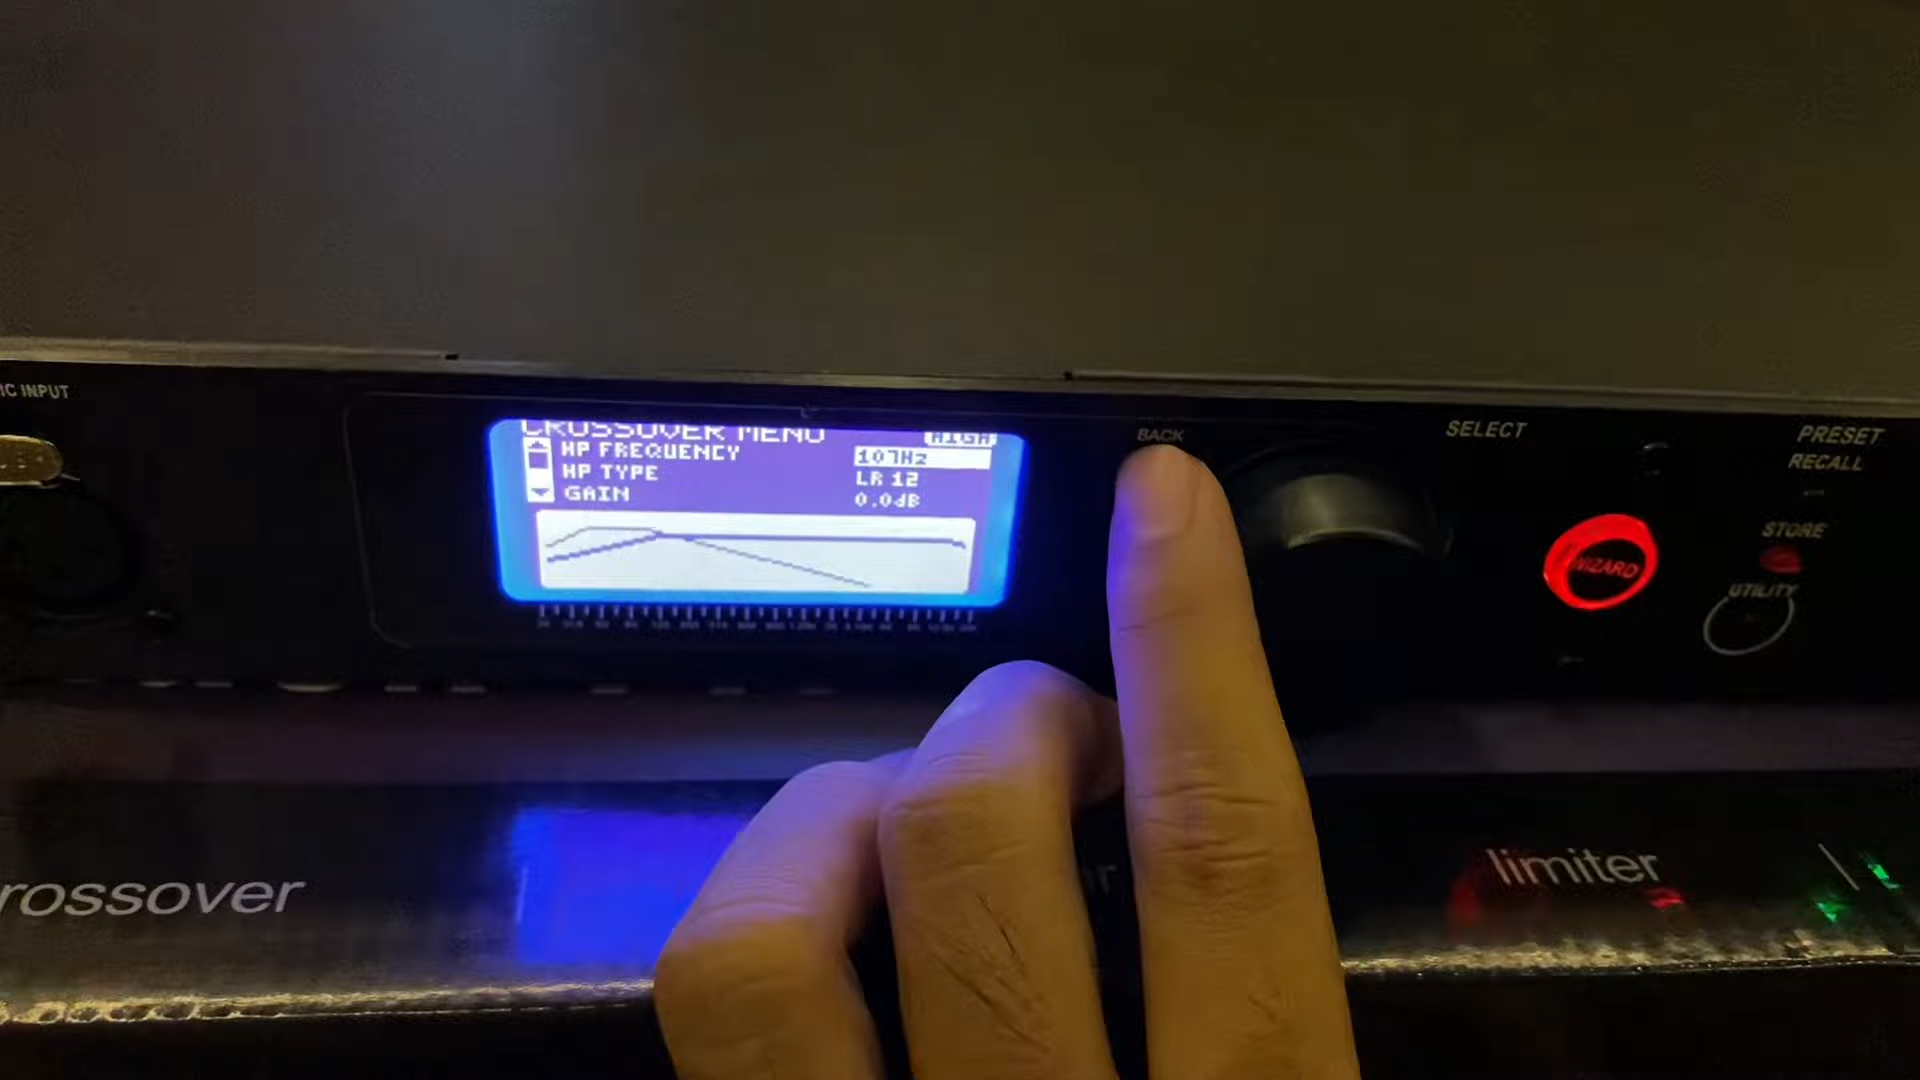 IC INPUT
CROSSOVER MENU
HIGH
HP FREQUENCY 107Hz
HP TYPE LR 12
GAIN 0.0dB
BACK
SELECT
PRESET
RECALL
STORE
WIZARD
UTILITY
rossover
limiter